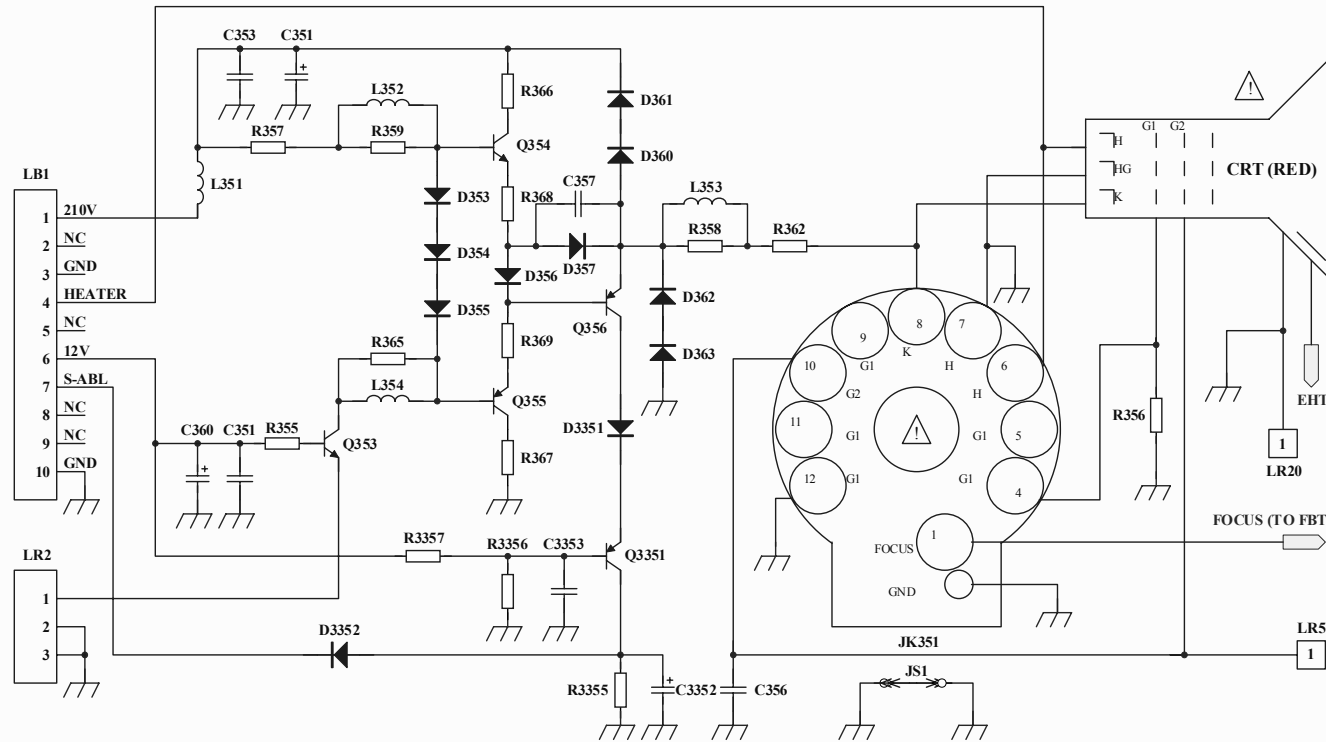 C353
C351
L352
R366
D361
R357
R359
Q354
D360
G1
G2
H
HG
K
CRT (RED)
LB1
L351
D353
R368
C357
L353
R358
R362
1
210V
2
NC
3
GND
4
HEATER
5
NC
6
12V
7
S-ABL
8
NC
9
NC
10
GND
D354
D356
D357
D355
D362
Q356
R365
R369
D363
L354
Q355
C360
C351
R355
Q353
D3351
R367
9
8
7
10
K
G1
H
6
G2
H
11
G1
G1
5
12
G1
G1
4
R356
EHT
1
LR20
FOCUS (TO FBT
FOCUS
1
GND
R3357
R3356
C3353
Q3351
LR2
1
2
3
D3352
JK351
LR5
1
R3355
C3352
C356
JS1